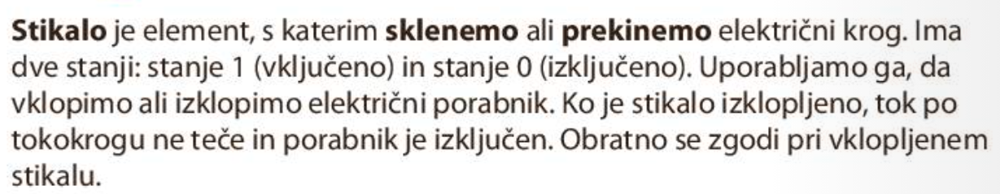 Stikalo je element, s katerim sklenemo ali prekinemo električni krog. Ima
dve stanji: stanje 1 (vključeno) in stanje 0 (izključeno). Uporabljamo ga, da
vklopimo ali izklopimo električni porabnik. Ko je stikalo izklopljeno, tok po
tokokrogu ne teče in porabnik je izključen. Obratno se zgodi pri vklopljenem
stikalu.